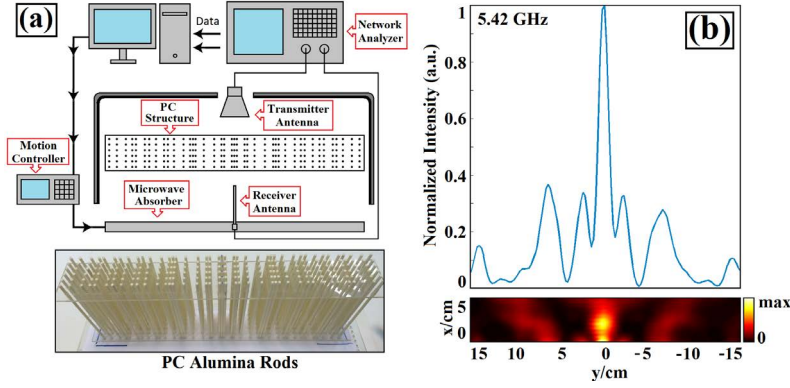 (a)
Data
Network
Analyzer
PC
Structure
Transmitter
Antenna
Motion
Controller
Microwave
Absorber
Receiver
Antenna
PC Alumina Rods
5.42 GHz
(b)
Normalized Intensity (a.u.)
1
0.8
0.6
0.4
0.2
0
x/cm
5
0
max
0
15 10 5 0 -5 -10 -15
y/cm